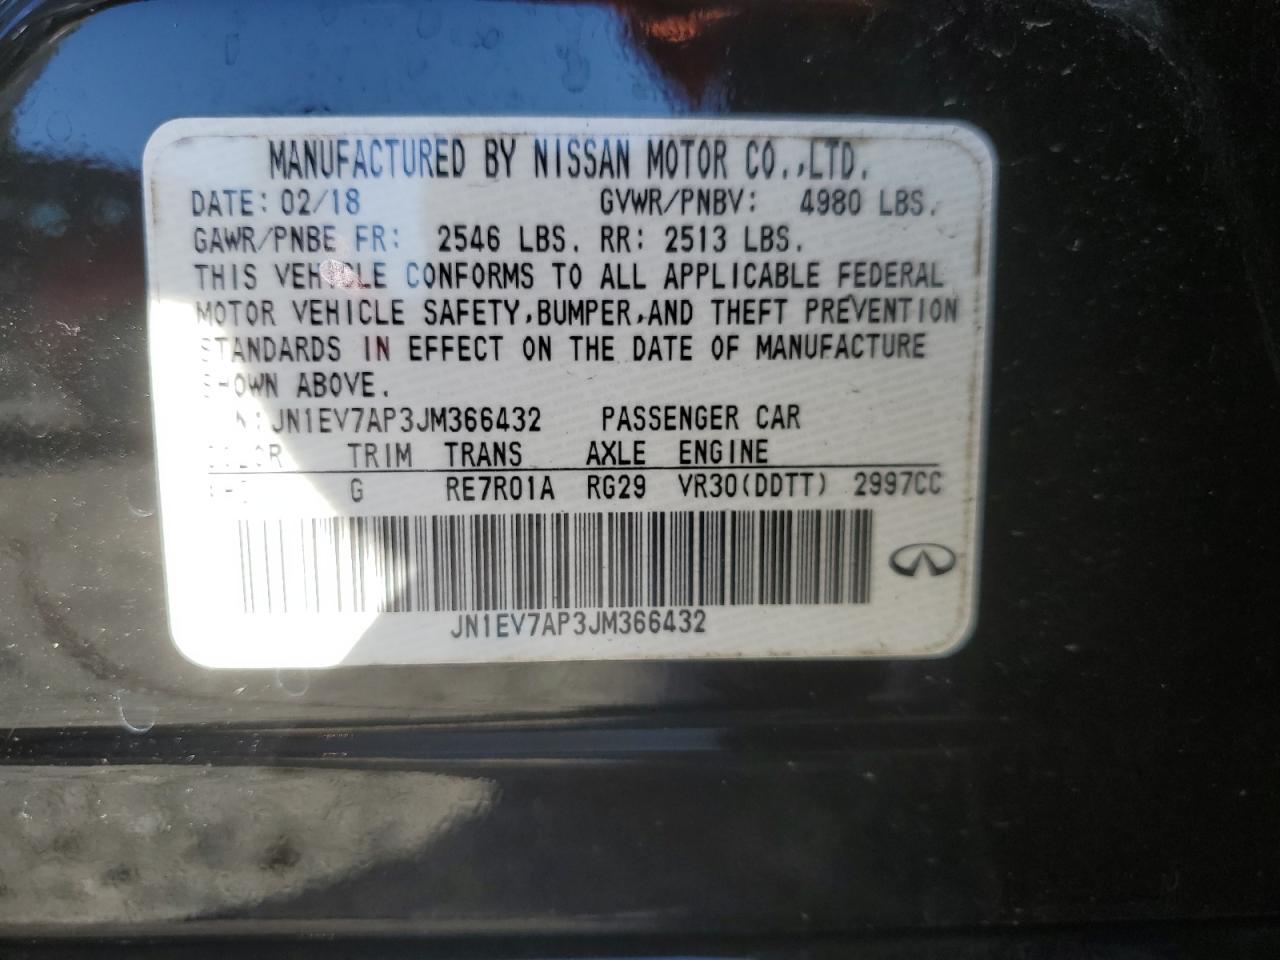 MANUFACTURED BY NISSAN MOTOR CO.,LTD.
DATE: 02/18 GVWR/PNBV: 4980 LBS.
GAWR/PNBE FR: 2546 LBS. RR: 2513 LBS.
THIS VEHICLE CONFORMS TO ALL APPLICABLE FEDERAL
MOTOR VEHICLE SAFETY,BUMPER,AND THEFT PREVENTION
STANDARDS IN EFFECT ON THE DATE OF MANUFACTURE
SHOWN ABOVE.
JN1EV7AP3JM366432 PASSENGER CAR
COLOR TRIM TRANS AXLE ENGINE
G RE7R01A RG29 VR30(DDTT) 2997CC
JN1EV7AP3JM366432